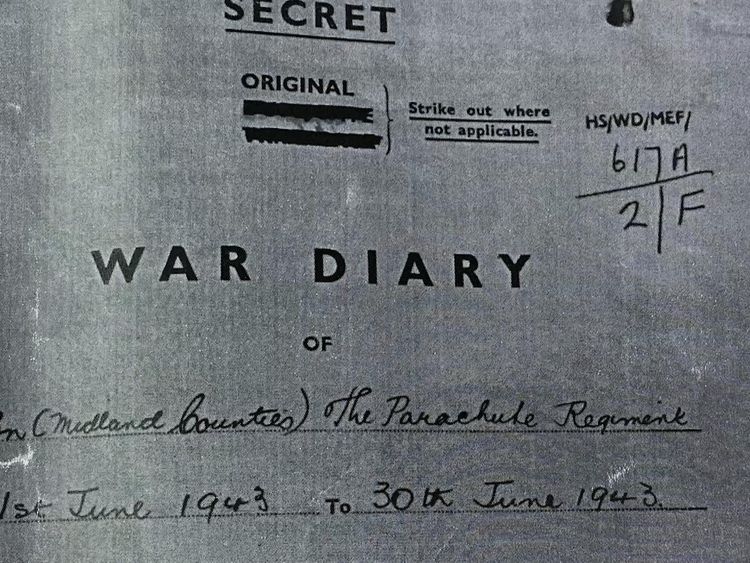 SECRET
ORIGINAL
Strike out where
not applicable.
HS/WD/MEF/
617A
2 F
WAR DIARY
OF
n (Midland Counties) The Parachute Regiment
1st June 1943 To 30th June 1943.